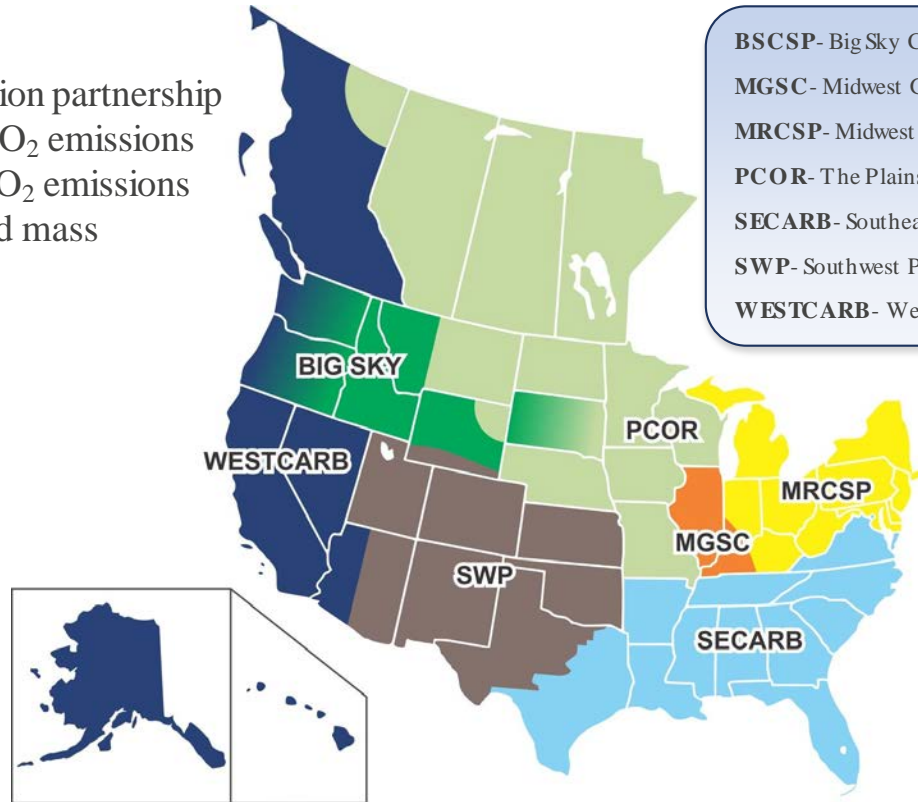 ion partnership
O₂ emissions
O₂ emissions
d mass
BSCSP- Big Sky C
MGSC- Midwest C
MRCSP- Midwest
PCOR- The Plains
SECARB- Southea
SWP- Southwest P
WESTCARB- We
BIG SKY
WESTCARB
PCOR
MRCSP
MGSC
SWP
SECARB